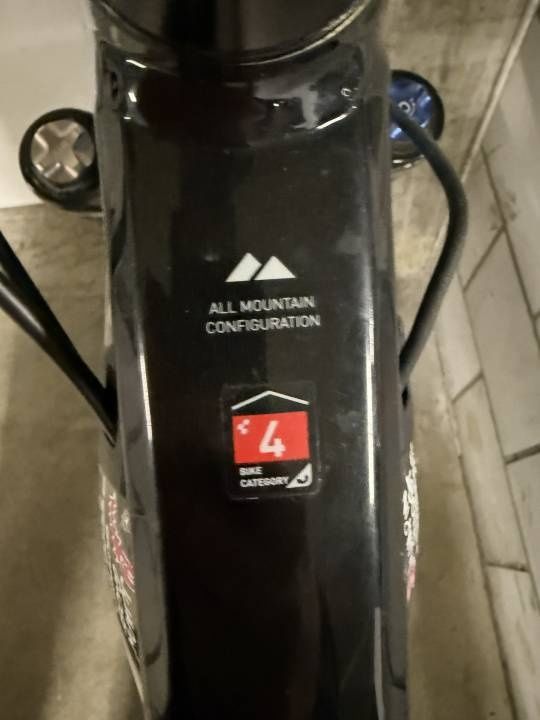 ALL MOUNTAIN
CONFIGURATION
4
BIKE
CATEGORY